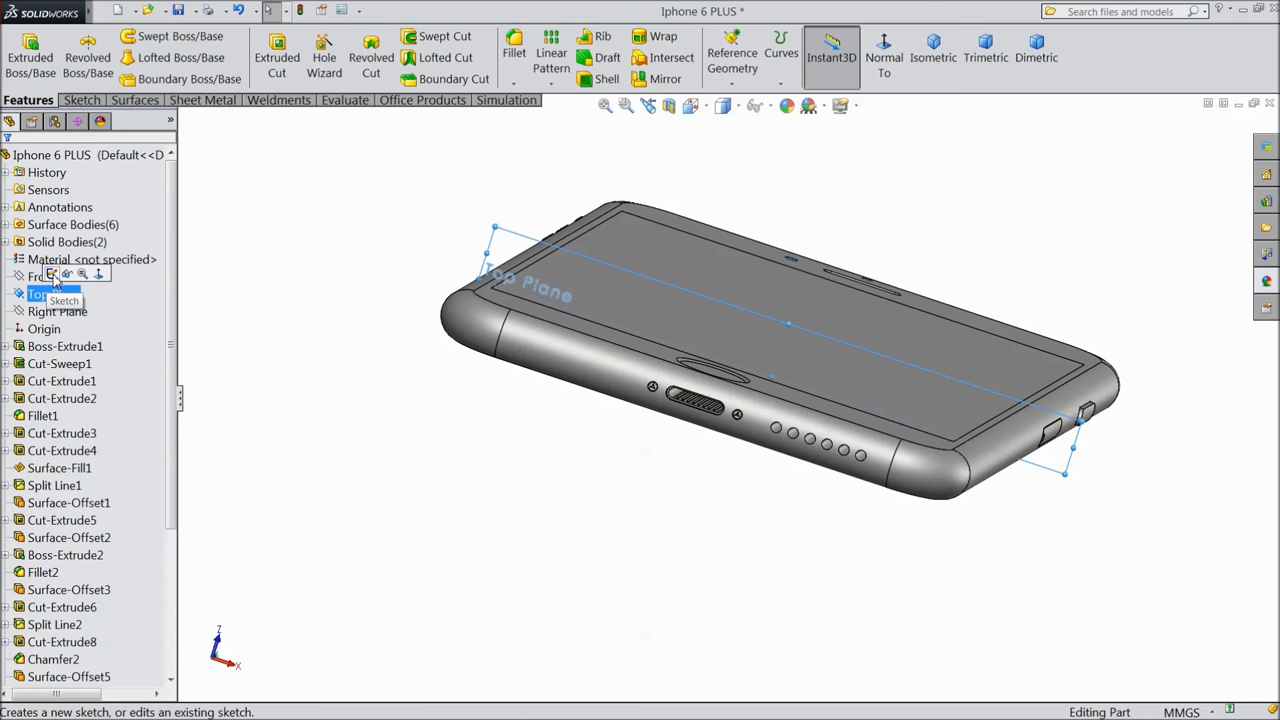 SOLIDWORKS
Iphone 6 PLUS *
Search files and models
Extruded Boss/Base
Revolved Boss/Base
Swept Boss/Base
Lofted Boss/Base
Boundary Boss/Base
Extruded Cut
Hole Wizard
Revolved Cut
Swept Cut
Lofted Cut
Boundary Cut
Fillet
Linear Pattern
Rib
Draft
Shell
Wrap
Intersect
Mirror
Reference Geometry
Curves
Instant3D
Normal To
Isometric
Trimetric
Dimetric
Features
Sketch
Surfaces
Sheet Metal
Weldments
Evaluate
Office Products
Simulation
Iphone 6 PLUS (Default<<D
History
Sensors
Annotations
Surface Bodies(6)
Solid Bodies(2)
Material <not specified>
Sketch
Right Plane
Origin
Boss-Extrude1
Cut-Sweep1
Cut-Extrude1
Cut-Extrude2
Fillet1
Cut-Extrude3
Cut-Extrude4
Surface-Fill1
Split Line1
Surface-Offset1
Cut-Extrude5
Surface-Offset2
Boss-Extrude2
Fillet2
Surface-Offset3
Cut-Extrude6
Split Line2
Cut-Extrude8
Chamfer2
Surface-Offset5
Top Plane
Z
X
Creates a new sketch, or edits an existing sketch.
Editing Part
MMGS